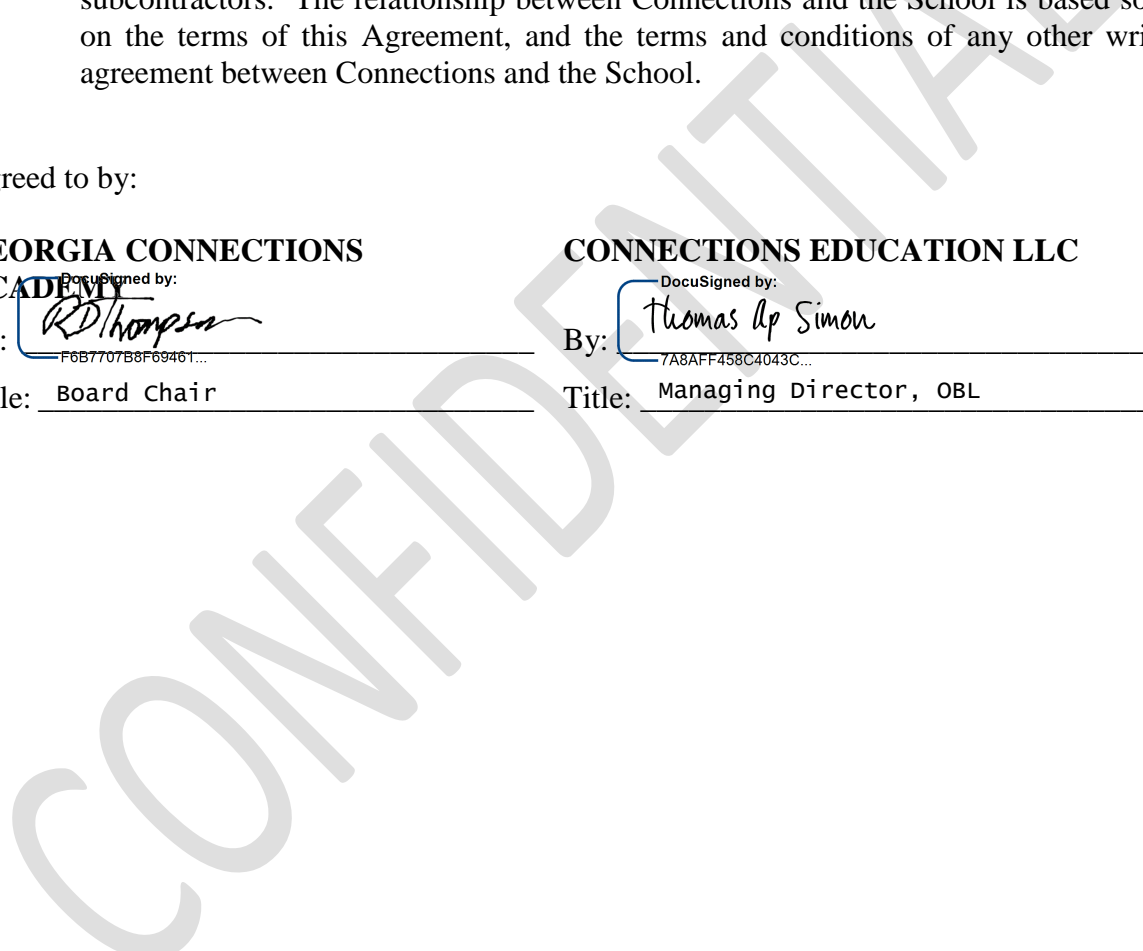 subcontractors. The relationship between Connections and the School is based so
on the terms of this Agreement, and the terms and conditions of any other wri
agreement between Connections and the School.
greed to by:
EORGIA CONNECTIONS
CADEMY
DocuSigned by:
RDThompson
: 
F6B7707B8F69461...
le: Board Chair
CONNECTIONS EDUCATION LLC
DocuSigned by:
By: Thomas Ap Simon
7A8AFF458C4043C...
Title: Managing Director, OBL
CONFIDENTIAL